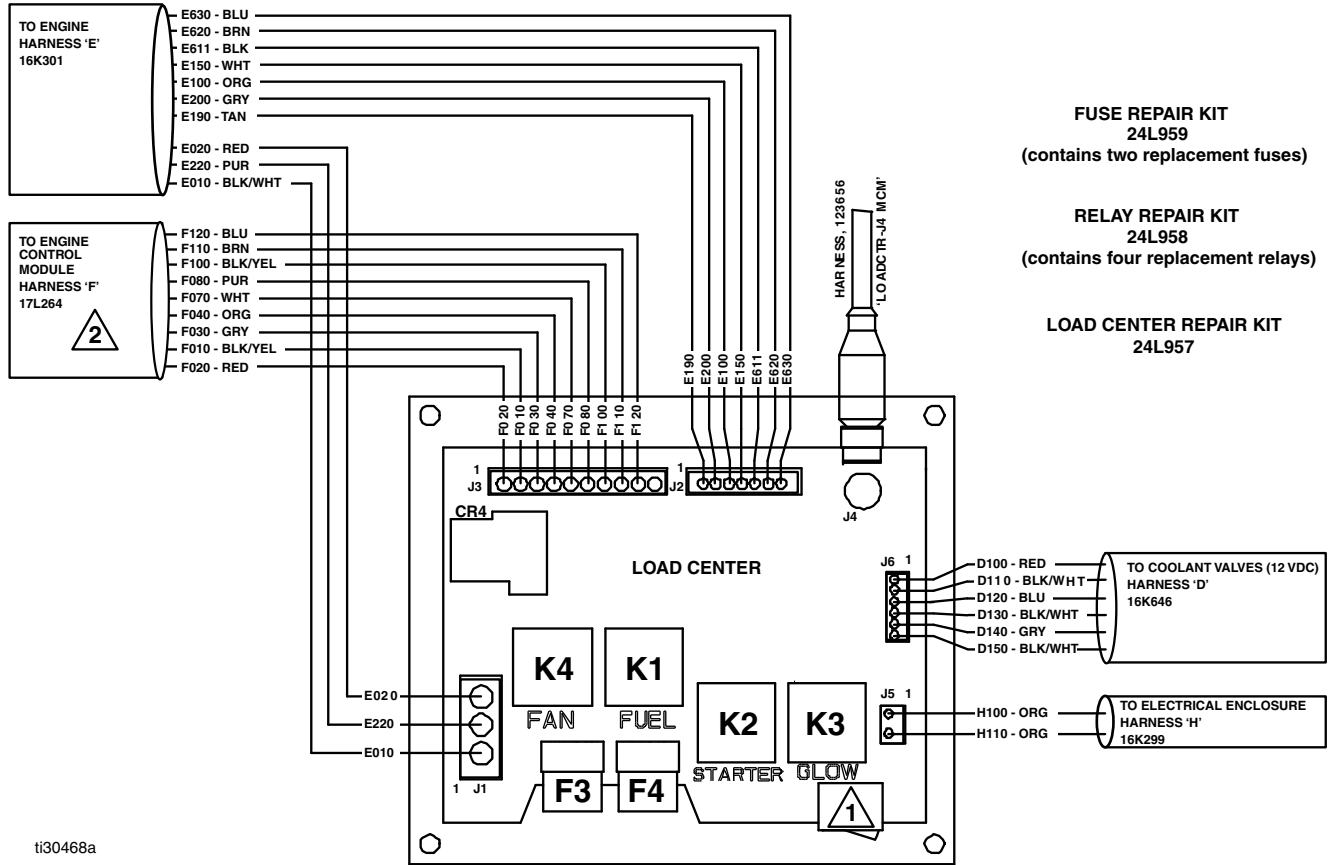 TO ENGINE
HARNESS ‘E’
16K301
E630 - BLU
E620 - BRN
E611 - BLK
E150 - WHT
E100 - ORG
E200 - GRY
E190 - TAN
E020 - RED
E220 - PUR
E010 - BLK/WHT
TO ENGINE
CONTROL
MODULE
HARNESS ‘F’
17L264
2
F120 - BLU
F110 - BRN
F100 - BLK/YEL
F080 - PUR
F070 - WHT
F040 - ORG
F030 - GRY
F010 - BLK/YEL
F020 - RED
FUSE REPAIR KIT
24L959
(contains two replacement fuses)
RELAY REPAIR KIT
24L958
(contains four replacement relays)
LOAD CENTER REPAIR KIT
24L957
HARNESS, 123656
‘LOADCTR-J4 MCM’
E190
E200
E100
E150
E611
E620
E630
F020
F010
F030
F040
F070
F080
F100
F110
F120
1
J3
1
J2
J4
CR4
LOAD CENTER
J6 1
D100 - RED
D110 - BLK/WHT
D120 - BLU
D130 - BLK/WHT
D140 - GRY
D150 - BLK/WHT
TO COOLANT VALVES (12 VDC)
HARNESS ‘D’
16K646
K4
FAN
K1
FUEL
K2
STARTER
K3
GLOW
J5 1
H100 - ORG
H110 - ORG
TO ELECTRICAL ENCLOSURE
HARNESS ‘H’
16K299
E020
E220
E010
1 J1
F3
F4
1
ti30468a